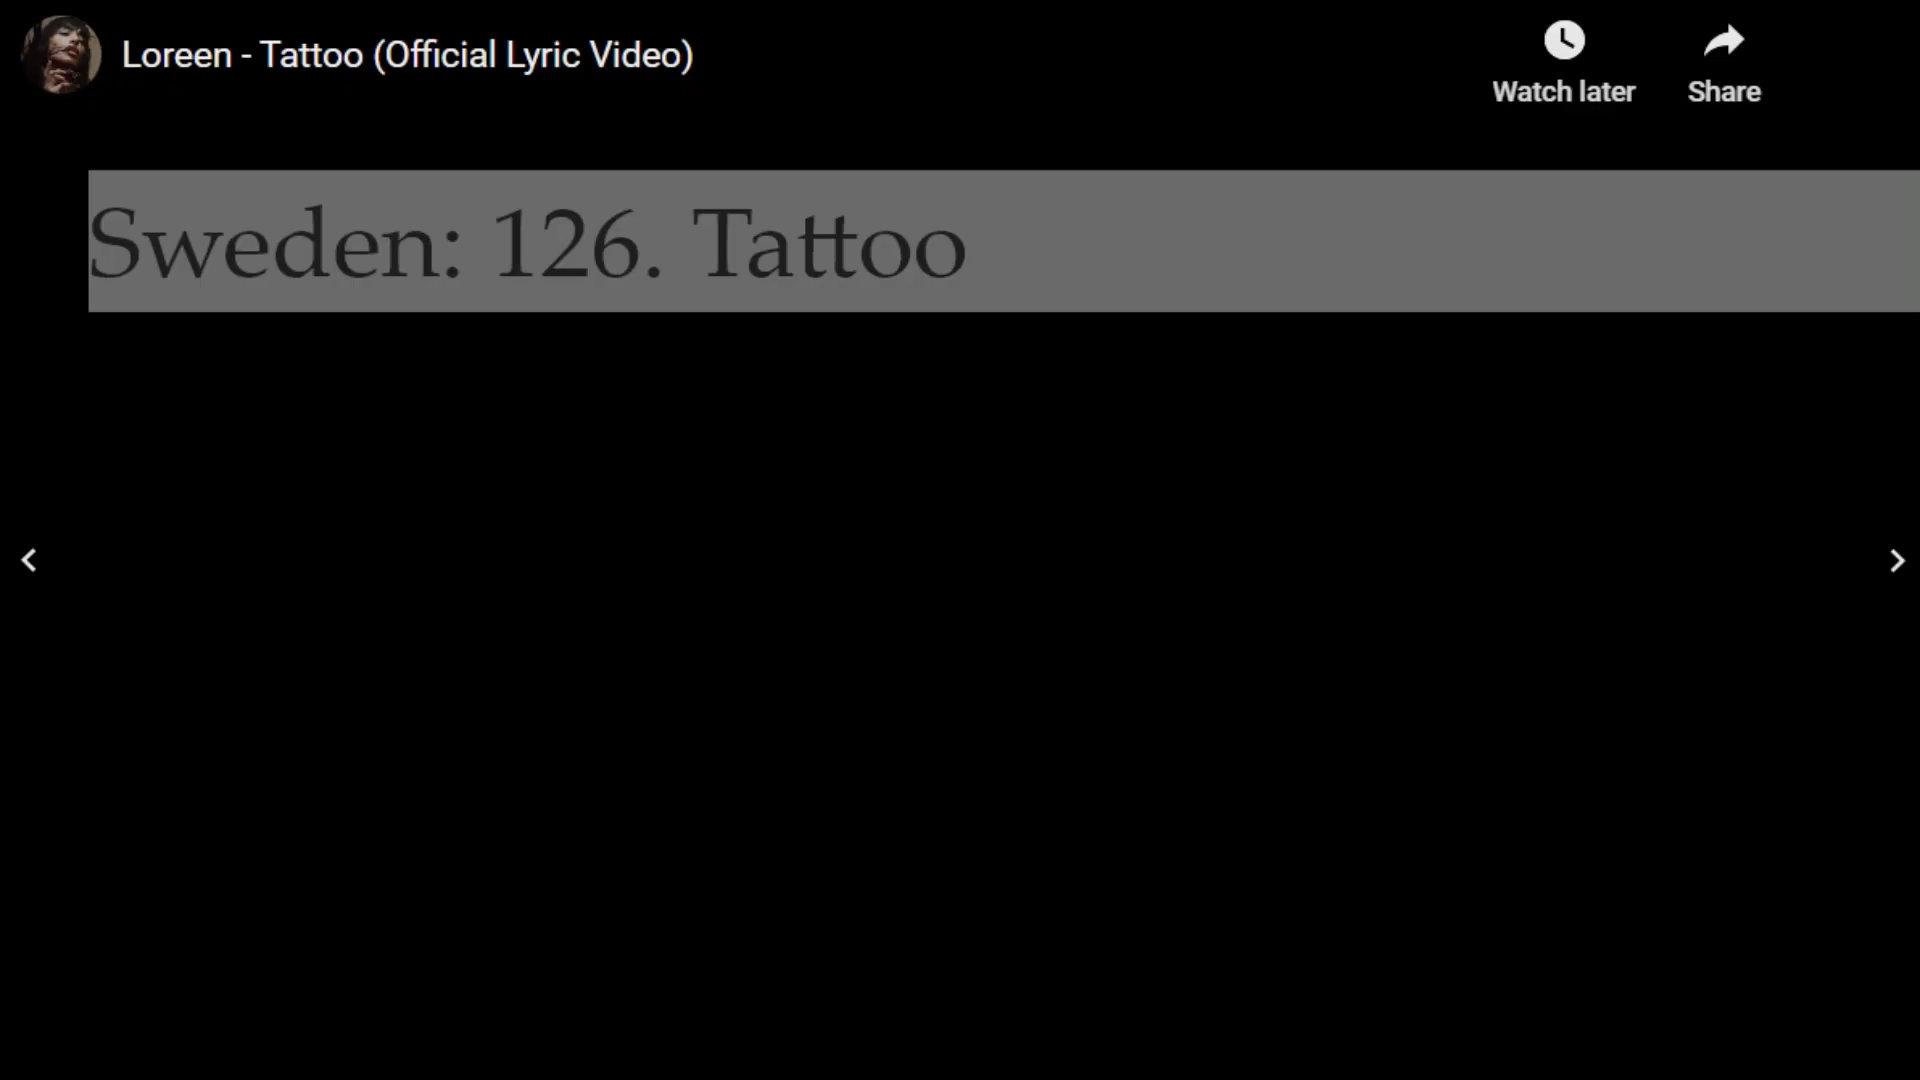 Loreen - Tattoo (Official Lyric Video)
Watch later
Share
Sweden: 126. Tattoo